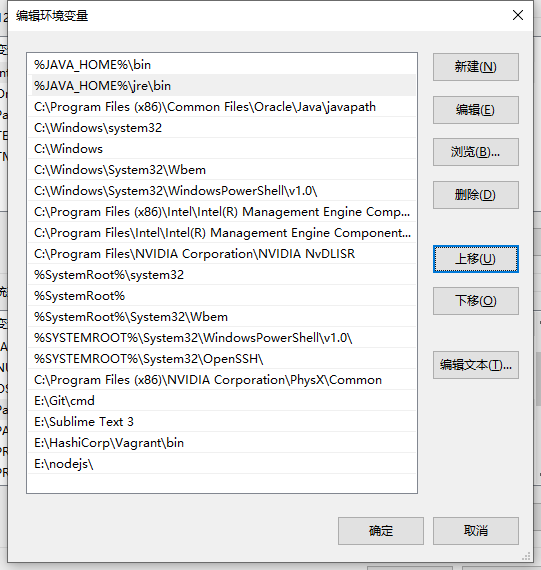 编辑环境变量
%JAVA_HOME%\bin
%JAVA_HOME%\jre\bin
C:\Program Files (x86)\Common Files\Oracle\Java\javapath
C:\Windows\system32
C:\Windows
C:\Windows\System32\Wbem
C:\Windows\System32\WindowsPowerShell\v1.0\
C:\Program Files (x86)\Intel\Intel(R) Management Engine Comp...
C:\Program Files\Intel\Intel(R) Management Engine Component...
C:\Program Files\NVIDIA Corporation\NVIDIA NvDLISR
%SystemRoot%\system32
%SystemRoot%
%SystemRoot%\System32\Wbem
%SYSTEMROOT%\System32\WindowsPowerShell\v1.0\
%SYSTEMROOT%\System32\OpenSSH\
C:\Program Files (x86)\NVIDIA Corporation\PhysX\Common
E:\Git\cmd
E:\Sublime Text 3
E:\HashiCorp\Vagrant\bin
E:\nodejs\
新建(N)
编辑(E)
浏览(B)...
删除(D)
上移(U)
下移(O)
编辑文本(T)...
确定
取消